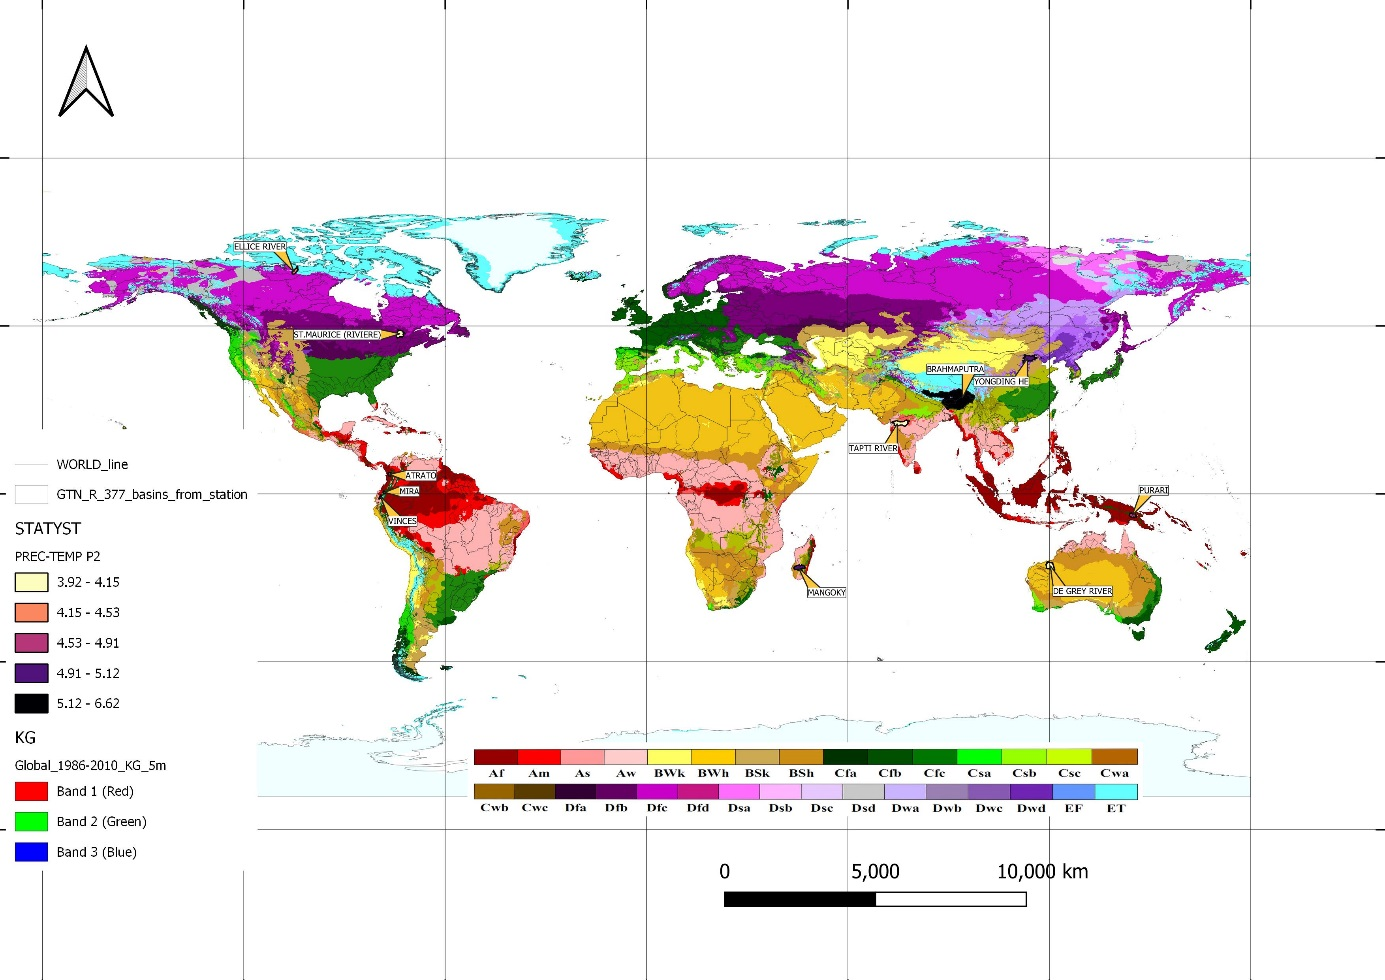 ELLICE RIVER
ST.MAURICE (RIVIERE)
BRAHMAPUTRA
YONGDING HE
TAPTI RIVER
ATRATO
MIRA
VINCES
PURARI
MANGOKY
DE GREY RIVER
WORLD_line
GTN_R_377_basins_from_station
STATYST
PREC-TEMP P2
3.92 - 4.15
4.15 - 4.53
4.53 - 4.91
4.91 - 5.12
5.12 - 6.62
KG
Global_1986-2010_KG_5m
Band 1 (Red)
Band 2 (Green)
Band 3 (Blue)
Af Am As Aw BWk BWh BSk BSh Cfa Cfb Cfc Csa Csb Csc Cwa
Cwb Cwc Dfa Dfb Dfc Dfd Dsa Dsb Dsc Dsd Dwa Dwb Dwc Dwd EF ET
0 5,000 10,000 km